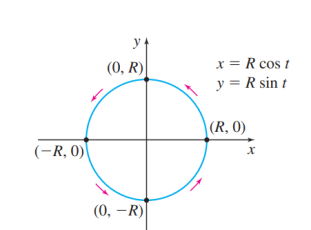 y
(0, R)
x = R cos t
y = R sin t
(R, 0)
(−R, 0)
x
(0, −R)